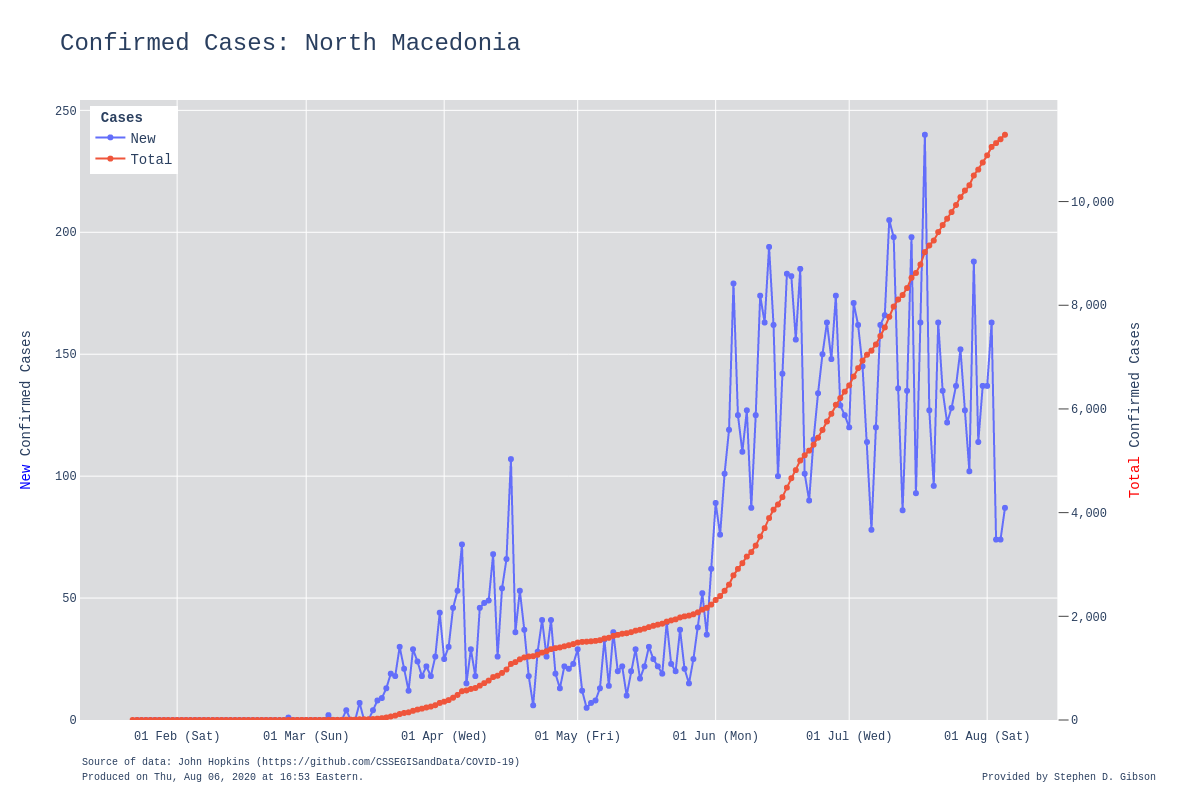 Confirmed Cases: North Macedonia
Cases
New
Total
250
200
150
100
50
0
New Confirmed Cases
10,000
8,000
6,000
4,000
2,000
0
Total Confirmed Cases
01 Feb (Sat) 01 Mar (Sun) 01 Apr (Wed) 01 May (Fri) 01 Jun (Mon) 01 Jul (Wed) 01 Aug (Sat)
Source of data: John Hopkins (https://github.com/CSSEGISandData/COVID-19)
Produced on Thu, Aug 06, 2020 at 16:53 Eastern.
Provided by Stephen D. Gibson